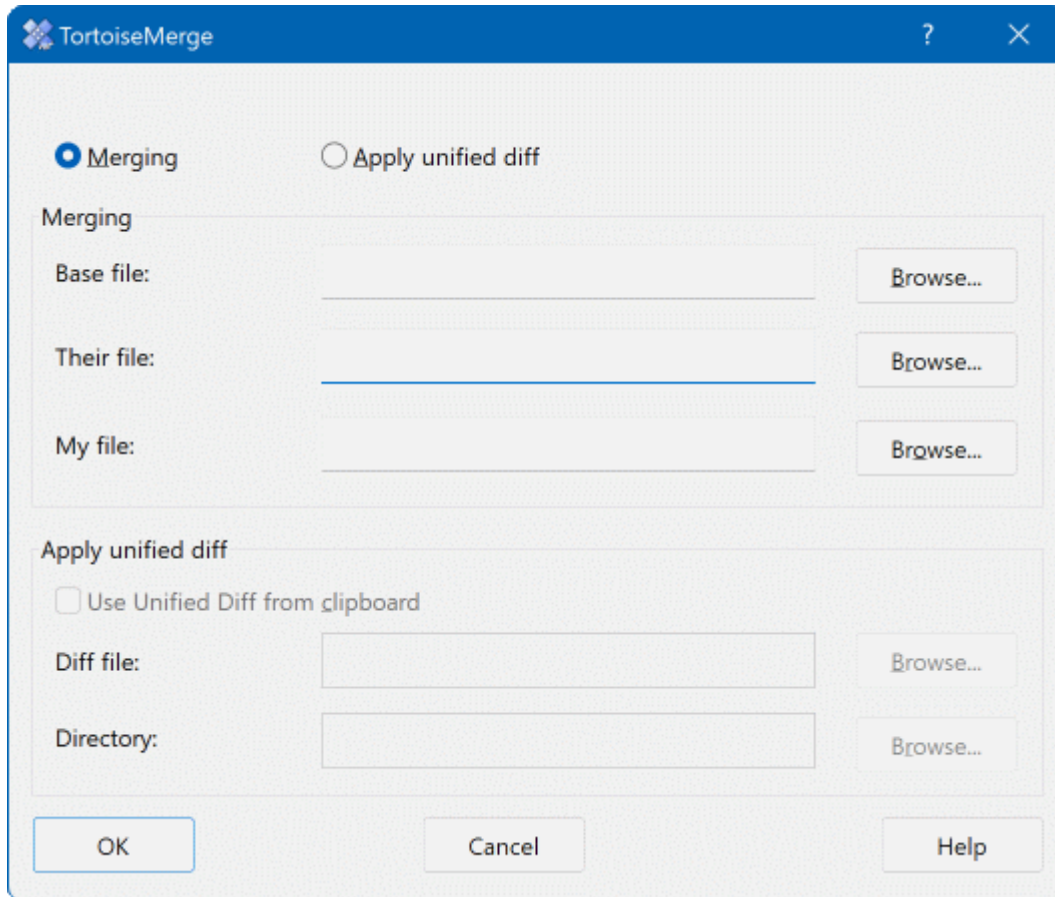 TortoiseMerge ?
Merging Apply unified diff
Merging
Base file: Browse...
Their file: Browse...
My file: Browse...
Apply unified diff
Use Unified Diff from clipboard
Diff file: Browse...
Directory: Browse...
OK Cancel Help